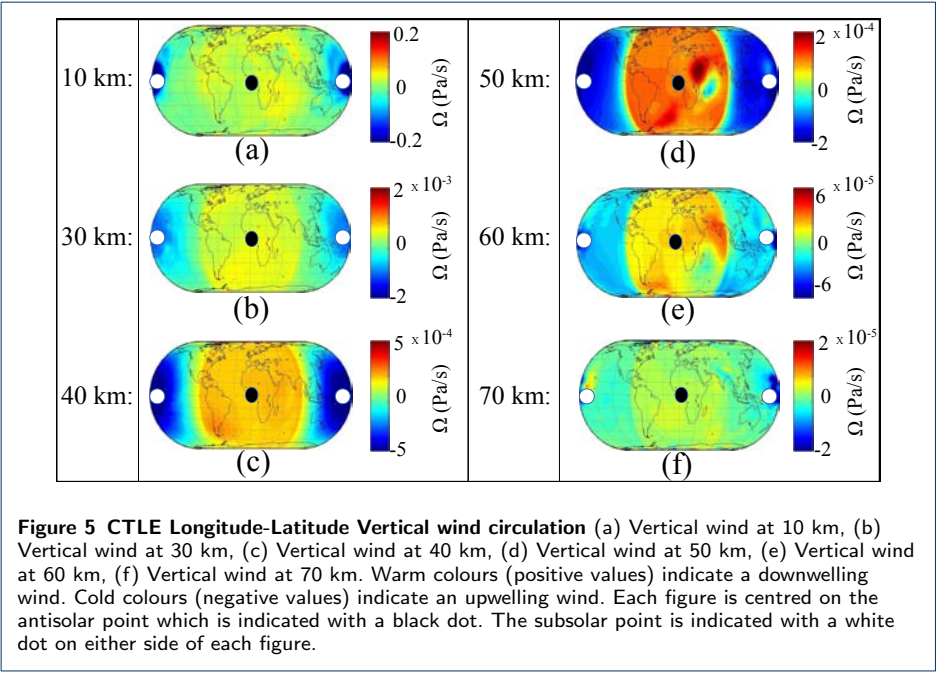 10 km:
0.2
0
-0.2
Ω (Pa/s)
(a)
50 km:
2 x 10-4
0
-2
Ω (Pa/s)
(d)
30 km:
2 x 10-3
0
-2
Ω (Pa/s)
(b)
60 km:
6 x 10-5
0
-6
Ω (Pa/s)
(e)
40 km:
5 x 10-4
0
-5
Ω (Pa/s)
(c)
70 km:
2 x 10-5
0
-2
Ω (Pa/s)
(f)
Figure 5 CTLE Longitude-Latitude Vertical wind circulation (a) Vertical wind at 10 km, (b)
Vertical wind at 30 km, (c) Vertical wind at 40 km, (d) Vertical wind at 50 km, (e) Vertical wind
at 60 km, (f) Vertical wind at 70 km. Warm colours (positive values) indicate a downwelling
wind. Cold colours (negative values) indicate an upwelling wind. Each figure is centred on the
antisolar point which is indicated with a black dot. The subsolar point is indicated with a white
dot on either side of each figure.